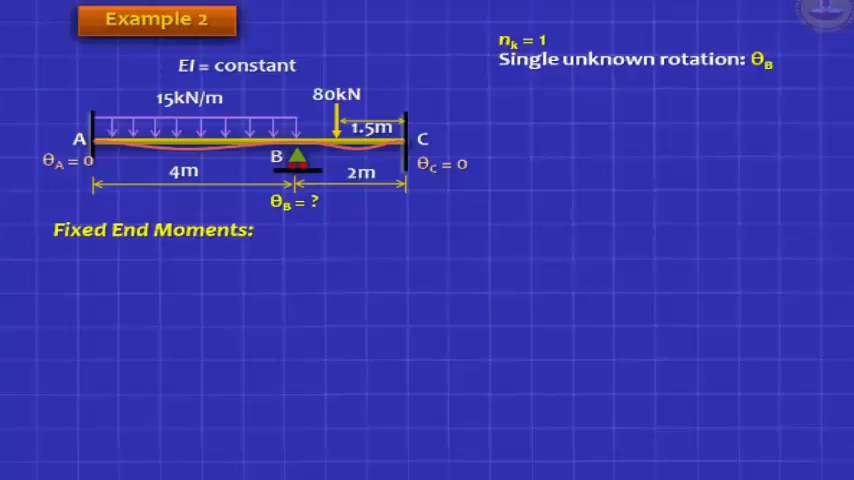 Example 2
n_k = 1
Single unknown rotation: θ_B
EI = constant
15kN/m
80kN
1.5m
A
B
C
θ_A = 0
θ_C = 0
4m
2m
θ_B = ?
Fixed End Moments: